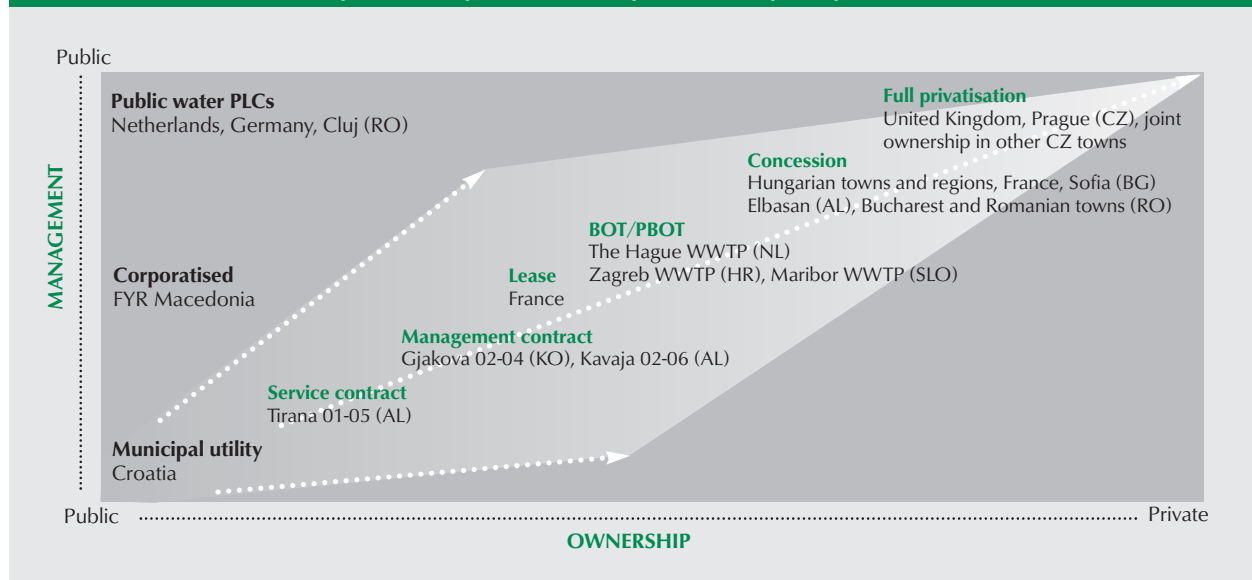 Public
Public water PLCs
Netherlands, Germany, Cluj (RO)
Full privatisation
United Kingdom, Prague (CZ), joint
ownership in other CZ towns
Concession
Hungarian towns and regions, France, Sofia (BG)
Elbasan (AL), Bucharest and Romanian towns (RO)
BOT/PBOT
The Hague WWTP (NL)
Zagreb WWTP (HR), Maribor WWTP (SLO)
MANAGEMENT
Corporatised
FYR Macedonia
Lease
France
Management contract
Gjakova 02-04 (KO), Kavaja 02-06 (AL)
Service contract
Tirana 01-05 (AL)
Municipal utility
Croatia
Public
Private
OWNERSHIP